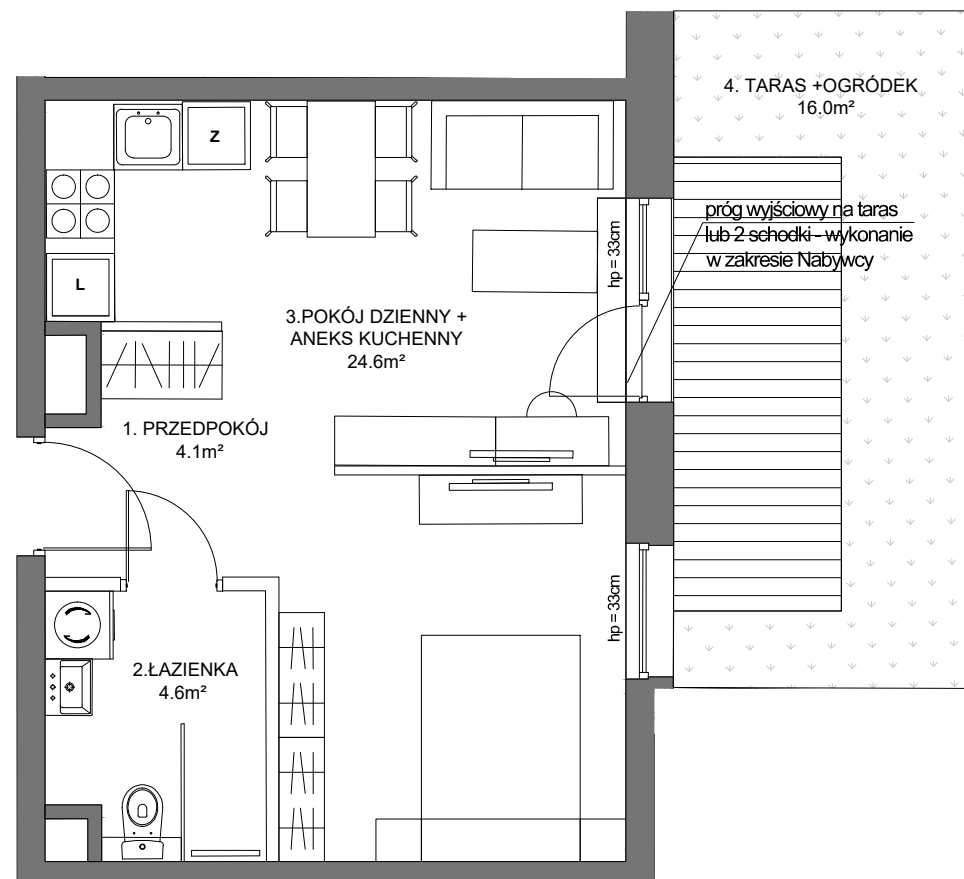 4. TARAS +OGRÓDEK
16.0m²
Z
próg wyjściowy na taras
lub 2 schodki - wykonanie
w zakresie Nabywcy
hp = 33cm
L
3.POKÓJ DZIENNY +
ANEKS KUCHENNY
24.6m²
1. PRZEDPOKÓJ
4.1m²
hp = 33cm
2.ŁAZIENKA
4.6m²